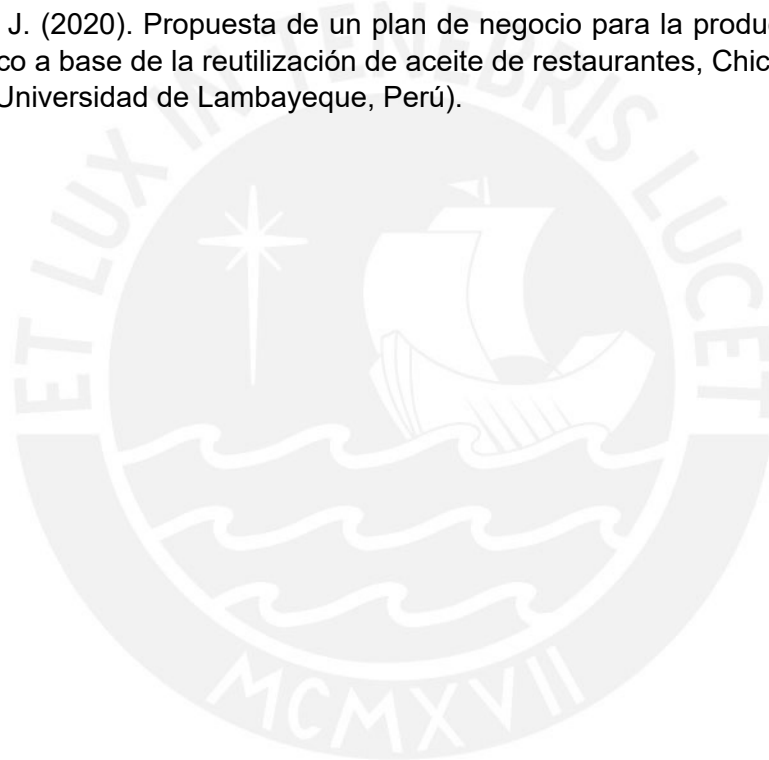 J. (2020). Propuesta de un plan de negocio para la produ
co a base de la reutilización de aceite de restaurantes, Chic
Universidad de Lambayeque, Perú).
ET LUX IN TENEBRIS LUCET
MCMXVII